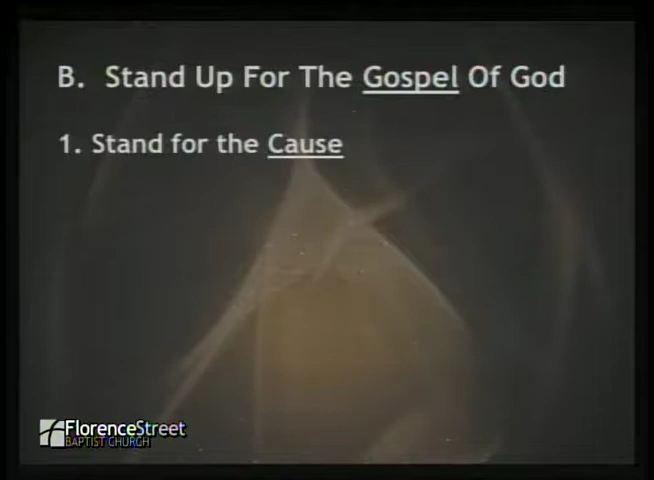 B. Stand Up For The Gospel Of God
1. Stand for the Cause
FlorenceStreet
BAPTIST CHURCH